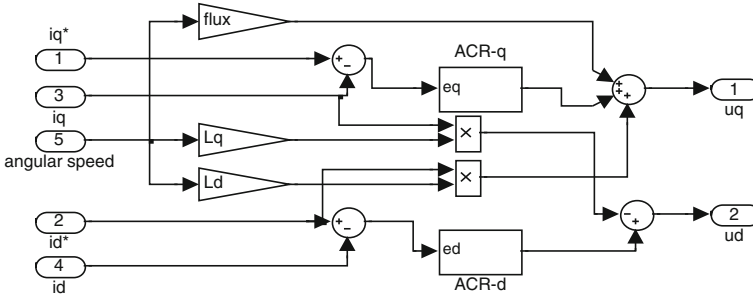 flux
iq*
1
+
−
ACR-q
eq
3
iq
+
+
+
1
uq
5
angular speed
Lq
×
Ld
×
2
id*
+
−
−
+
2
ud
4
id
ed
ACR-d